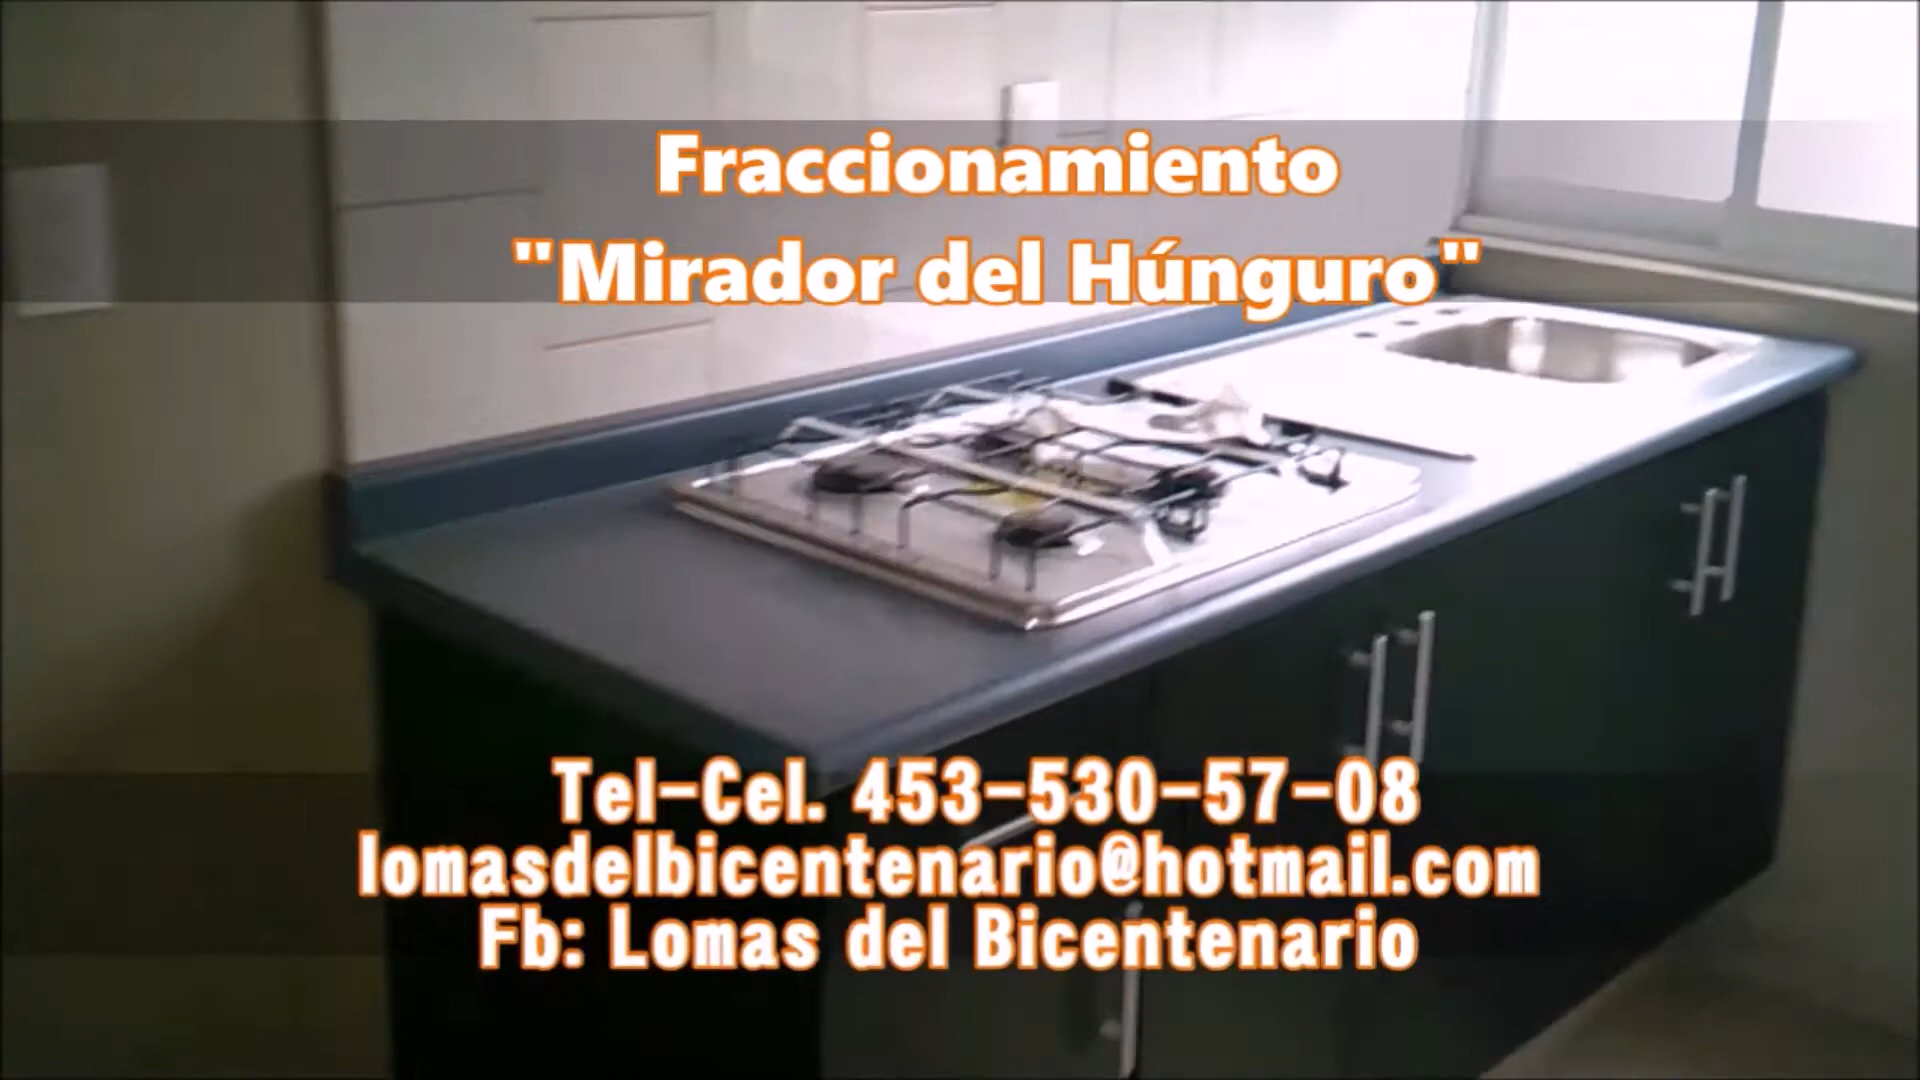 Fraccionamiento
"Mirador del Húnguro"
Tel-Cel. 453-530-57-08
lomasdelbicentenario@hotmail.com
Fb: Lomas del Bicentenario